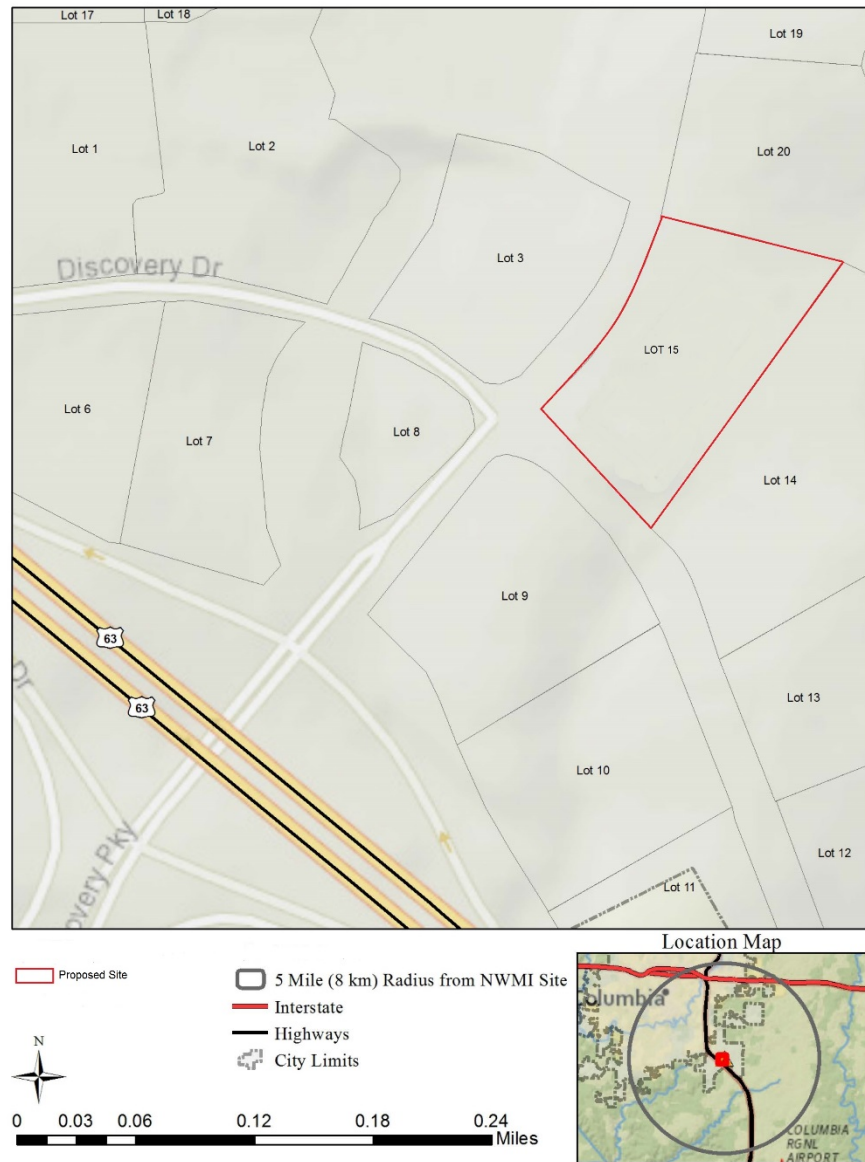 Lot 17
Lot 18
Lot 19
Lot 1
Lot 2
Lot 20
Discovery Dr
Lot 3
LOT 15
Lot 6
Lot 7
Lot 8
Lot 14
Lot 9
63
Dr
63
Lot 13
Lot 10
overy Pky
Lot 12
Lot 11
Location Map
Proposed Site
5 Mile (8 km) Radius from NWMI Site
Interstate
Highways
City Limits
olumbia
N
0 0.03 0.06 0.12 0.18 0.24
Miles
COLUMBIA
RGNL
AIRPORT